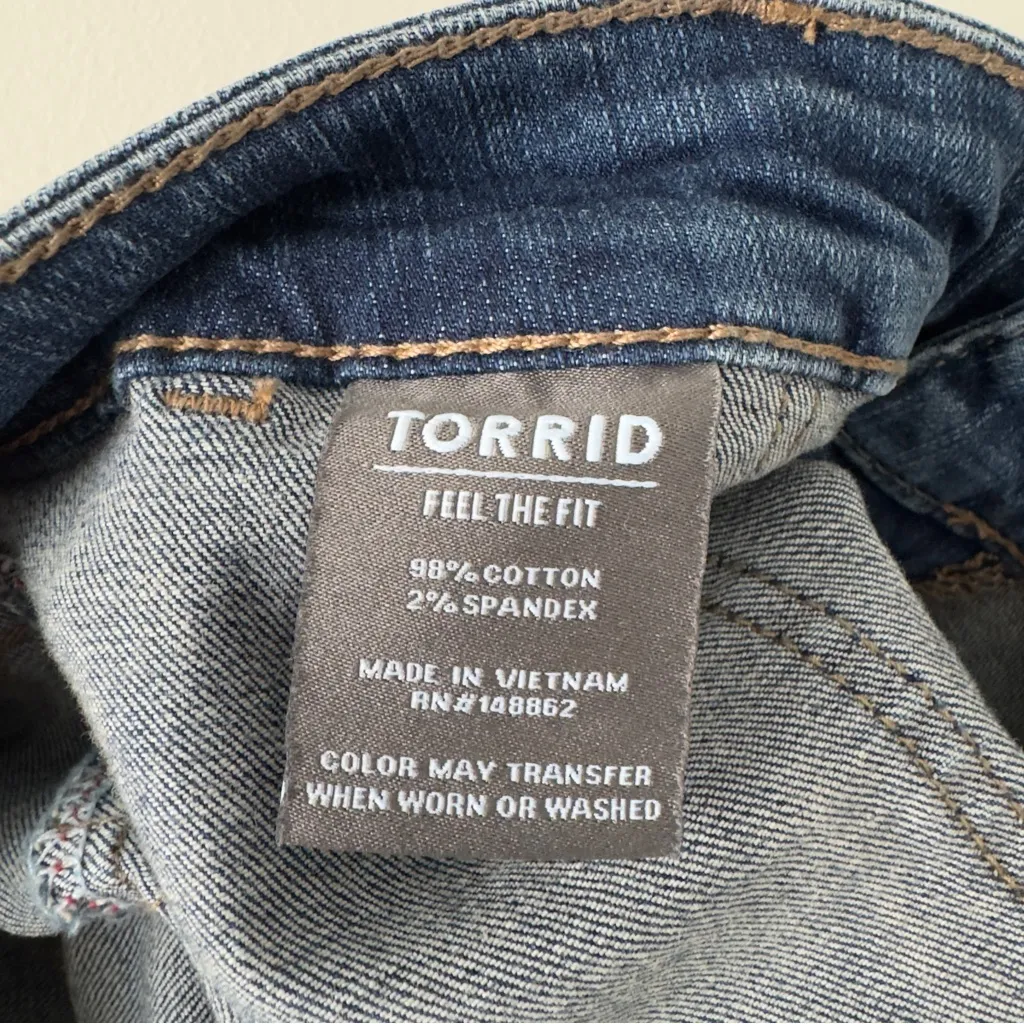 TORRID
FEEL THE FIT
98% COTTON
2% SPANDEX
MADE IN VIETNAM
RN#148862
COLOR MAY TRANSFER
WHEN WORN OR WASHED